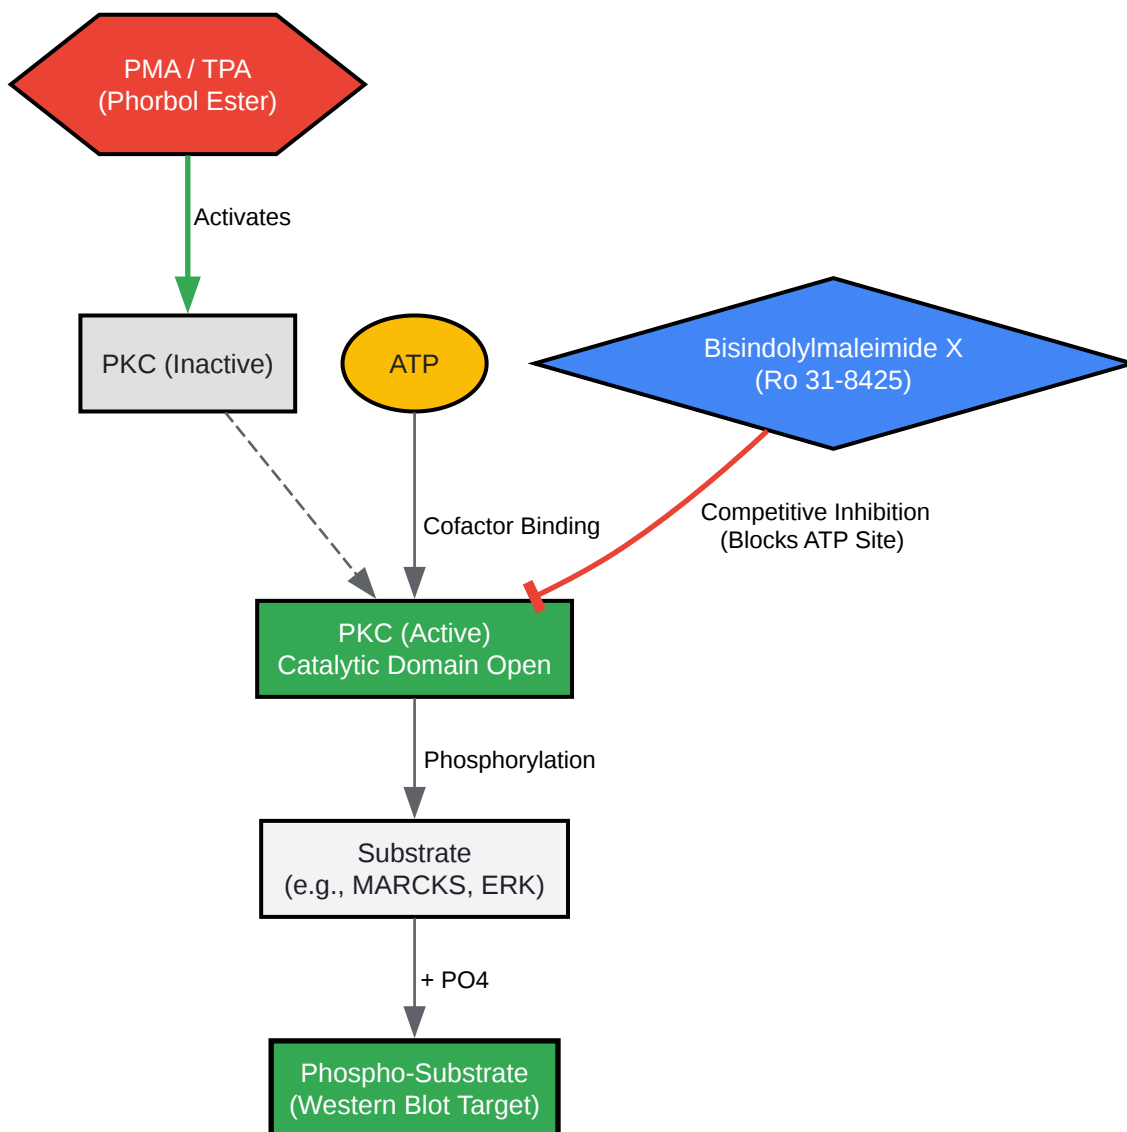 PMA / TPA
(Phorbol Ester)
Activates
PKC (Inactive)
ATP
Bisindolylmaleimide X
(Ro 31-8425)
Cofactor Binding
Competitive Inhibition
(Blocks ATP Site)
PKC (Active)
Catalytic Domain Open
Phosphorylation
Substrate
(e.g., MARCKS, ERK)
+ PO4
Phospho-Substrate
(Western Blot Target)